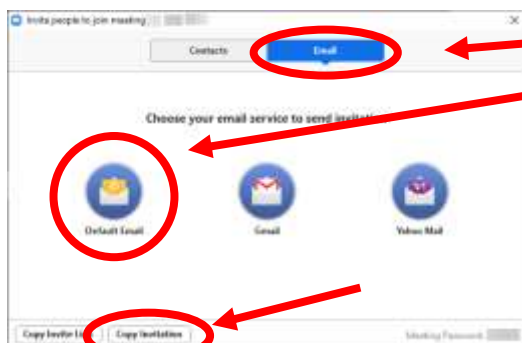 Invite people to join meeting
Contacts Email
Choose your email service to send invitation
Default Email Gmail Yahoo Mail
Copy Invite Link Copy Invitation Meeting Password: